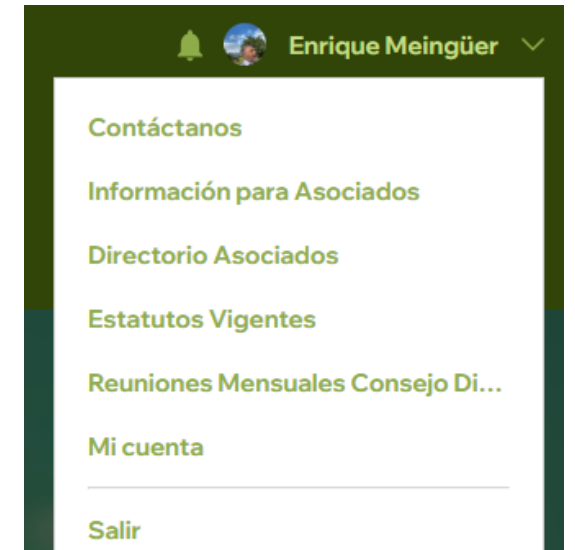 Enrique Meingüer
Contáctanos
Información para Asociados
Directorio Asociados
Estatutos Vigentes
Reuniones Mensuales Consejo Di...
Mi cuenta
Salir